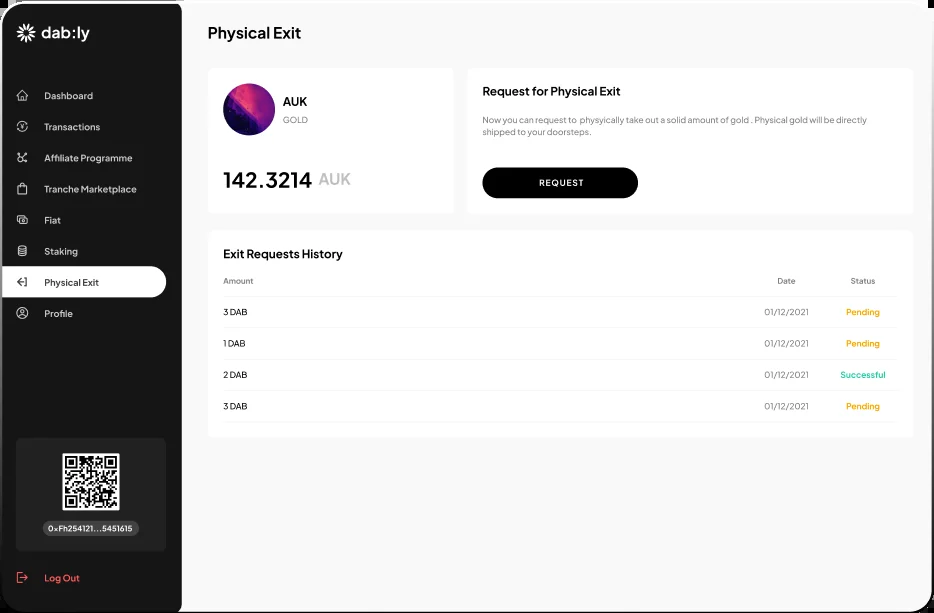 dab:ly
Dashboard
Transactions
Affiliate Programme
Tranche Marketplace
Fiat
Staking
Physical Exit
Profile
0xFh254121...5451615
Log Out
Physical Exit
AUK
GOLD
142.3214 AUK
Request for Physical Exit
Now you can request to physyically take out a solid amount of gold . Physical gold will be directly
shipped to your doorsteps.
REQUEST
Exit Requests History
Amount Date Status
3 DAB 01/12/2021 Pending
1 DAB 01/12/2021 Pending
2 DAB 01/12/2021 Successful
3 DAB 01/12/2021 Pending